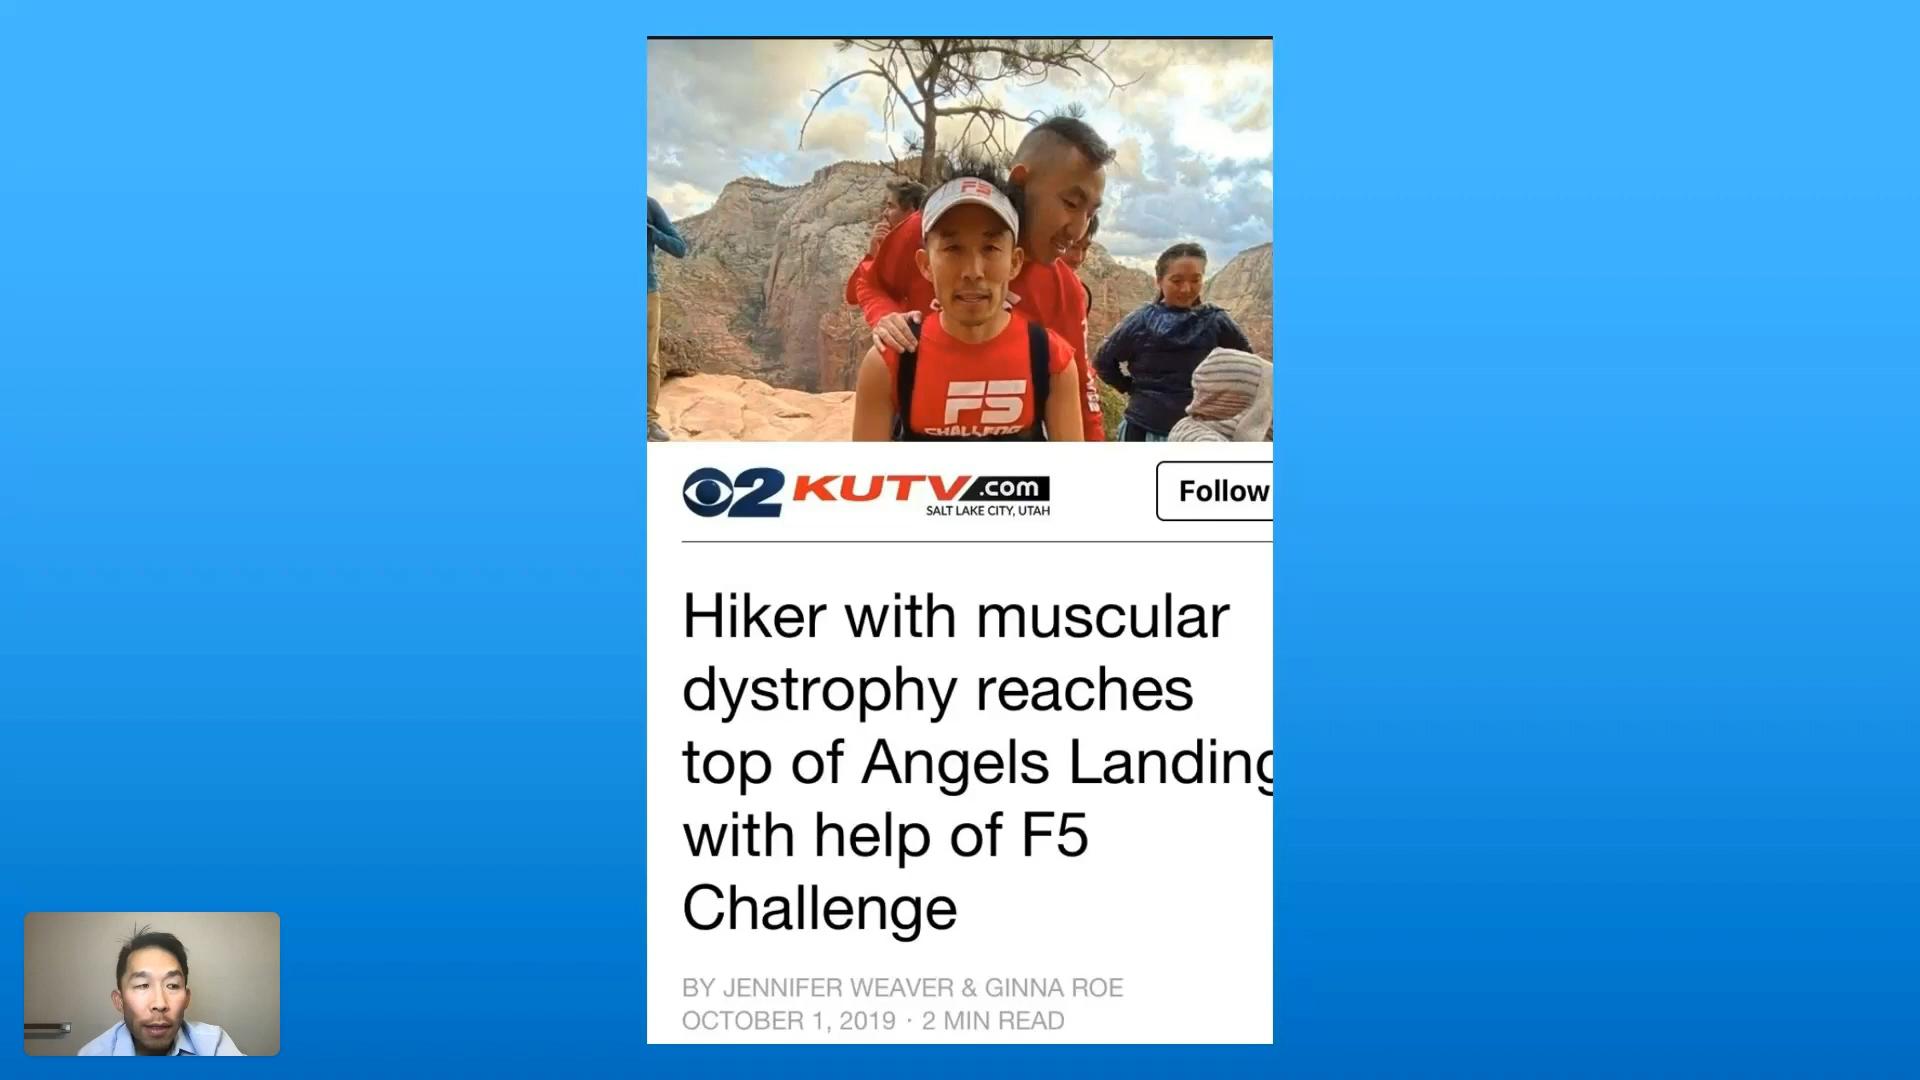 F5
F5
CHALLENGE
2 KUTV.com
SALT LAKE CITY, UTAH
Follow
Hiker with muscular
dystrophy reaches
top of Angels Landing
with help of F5
Challenge
BY JENNIFER WEAVER & GINNA ROE
OCTOBER 1, 2019 · 2 MIN READ